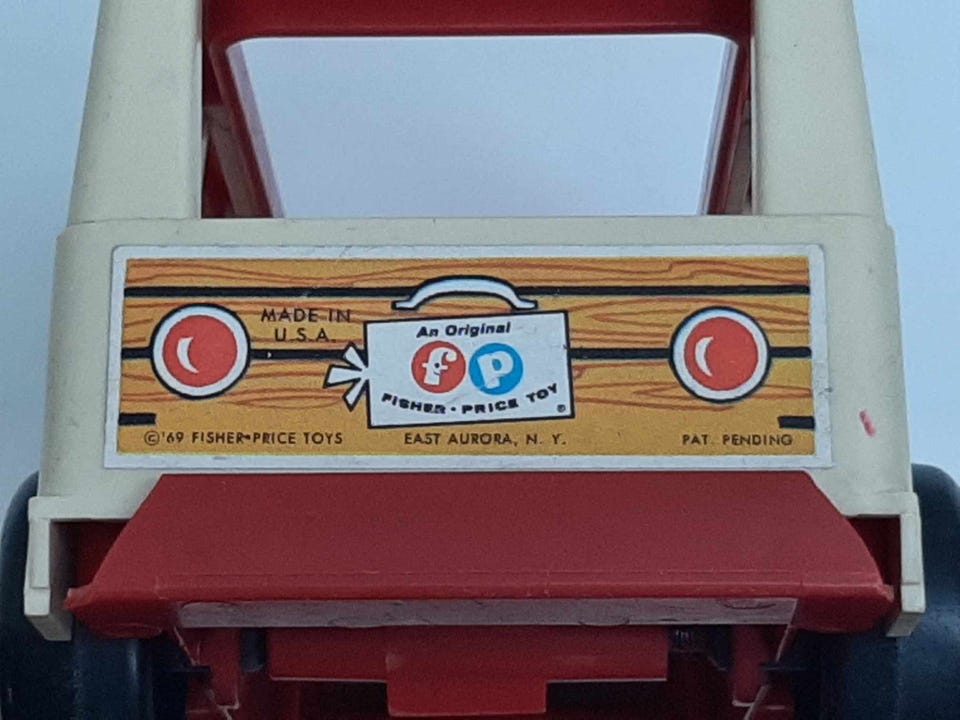 MADE IN
U.S.A.
An Original
fp
FISHER-PRICE TOY
®
©'69 FISHER-PRICE TOYS
EAST AURORA, N. Y.
PAT. PENDING